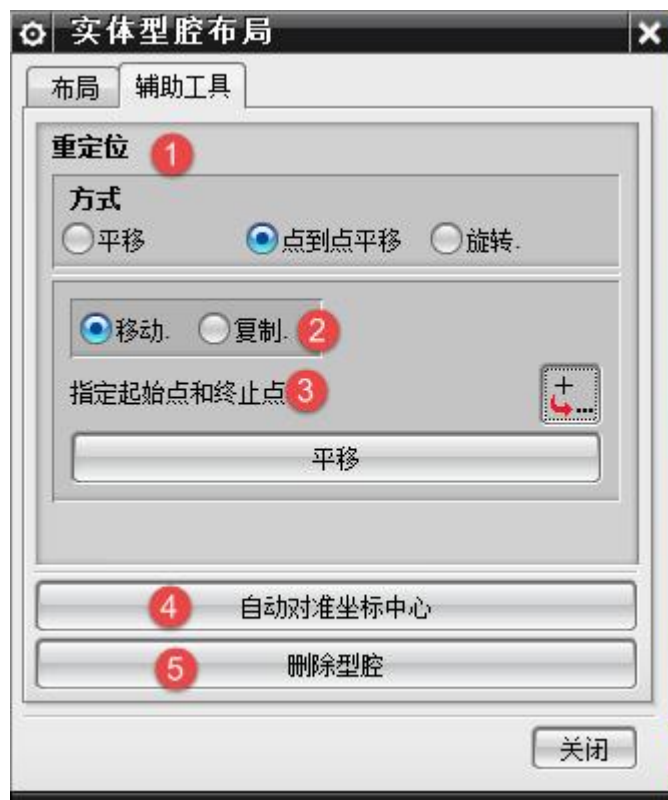 实体型腔布局
布局 辅助工具
重定位 1
方式
平移 点到点平移 旋转.
移动. 复制. 2
指定起始点和终止点 3
平移
4 自动对准坐标中心
5 删除型腔
关闭